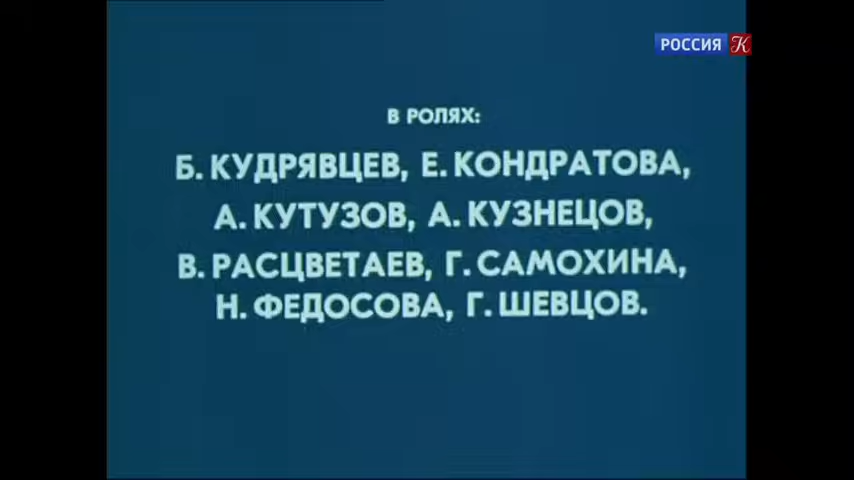 РОССИЯ К
В РОЛЯХ:
Б. КУДРЯВЦЕВ, Е. КОНДРАТОВА,
А. КУТУЗОВ, А. КУЗНЕЦОВ,
В. РАСЦВЕТАЕВ, Г. САМОХИНА,
Н. ФЕДОСОВА, Г. ШЕВЦОВ.